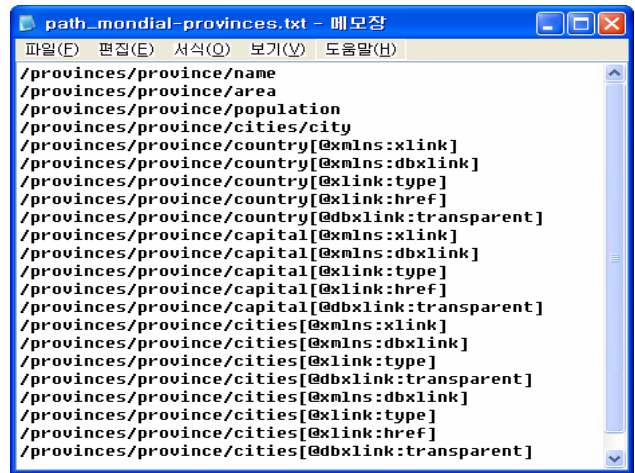 path_mondial-provinces.txt - 메모장
파일(F) 편집(E) 서식(O) 보기(V) 도움말(H)
/provinces/province/name
/provinces/province/area
/provinces/province/population
/provinces/province/cities/city
/provinces/province/country[@xmlns:xlink]
/provinces/province/country[@xmlns:dbxlink]
/provinces/province/country[@xlink:type]
/provinces/province/country[@xlink:href]
/provinces/province/country[@dbxlink:transparent]
/provinces/province/capital[@xmlns:xlink]
/provinces/province/capital[@xmlns:dbxlink]
/provinces/province/capital[@xlink:type]
/provinces/province/capital[@xlink:href]
/provinces/province/capital[@dbxlink:transparent]
/provinces/province/cities[@xmlns:xlink]
/provinces/province/cities[@xmlns:dbxlink]
/provinces/province/cities[@xlink:type]
/provinces/province/cities[@dbxlink:transparent]
/provinces/province/cities[@xmlns:dbxlink]
/provinces/province/cities[@xlink:type]
/provinces/province/cities[@xlink:href]
/provinces/province/cities[@dbxlink:transparent]